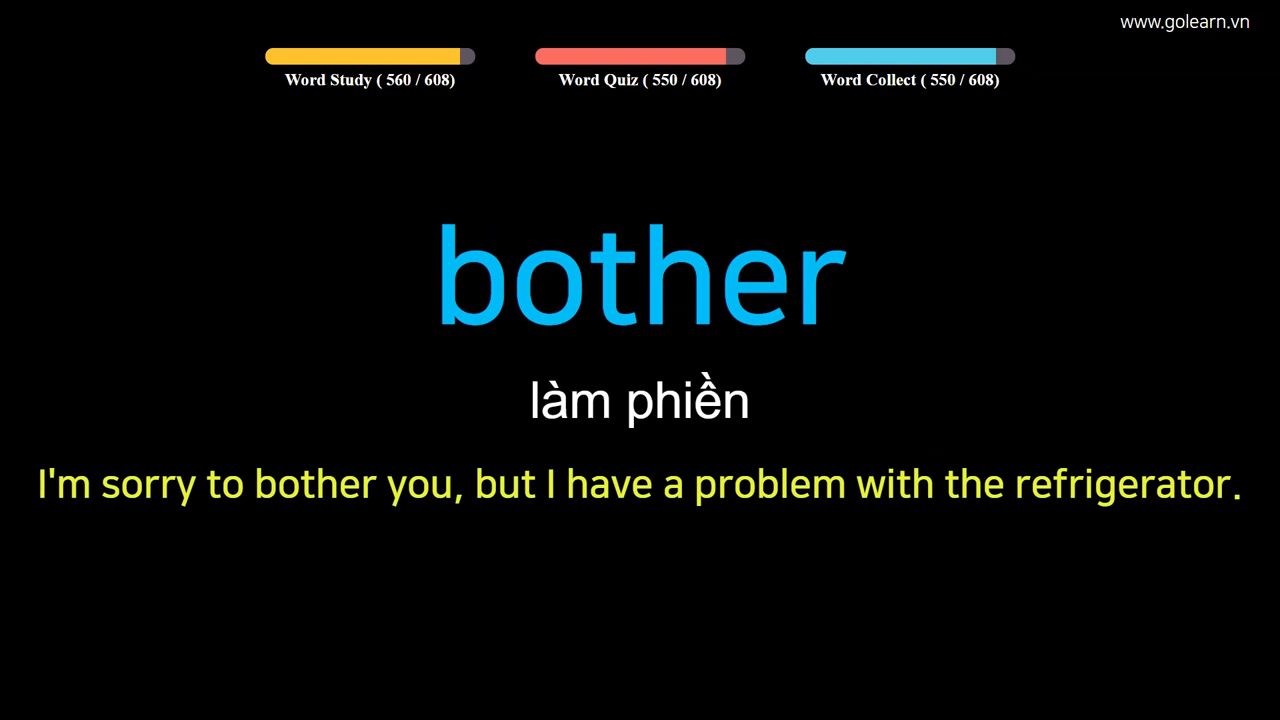 www.golearn.vn
Word Study ( 560 / 608) Word Quiz ( 550 / 608) Word Collect ( 550 / 608)
bother
làm phiền
I'm sorry to bother you, but I have a problem with the refrigerator.